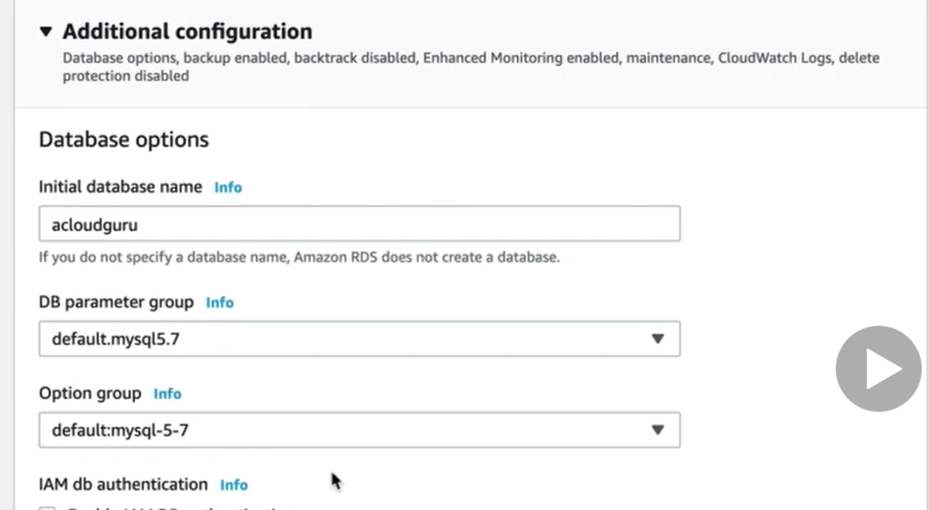 Additional configuration
Database options, backup enabled, backtrack disabled, Enhanced Monitoring enabled, maintenance, CloudWatch Logs, delete
protection disabled
Database options
Initial database name Info
acloudguru
If you do not specify a database name, Amazon RDS does not create a database.
DB parameter group Info
default.mysql5.7
Option group Info
default:mysql-5-7
IAM db authentication Info